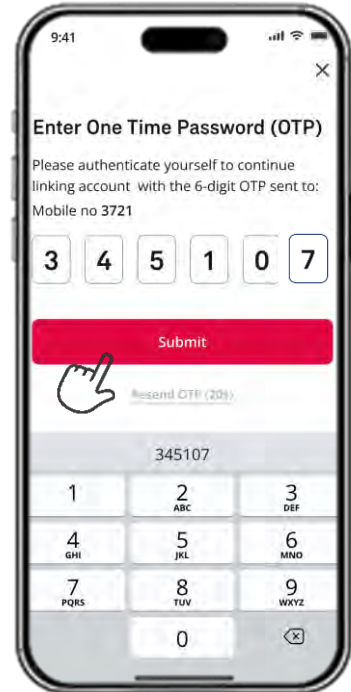 9:41
Enter One Time Password (OTP)
Please authenticate yourself to continue
linking account with the 6-digit OTP sent to:
Mobile no 3721
3 4 5 1 0 7
Submit
Resend OTP (20s)
345107
1 2 3
ABC DEF
4 5 6
GHI JKL MNO
7 8 9
PQRS TUV WXYZ
0